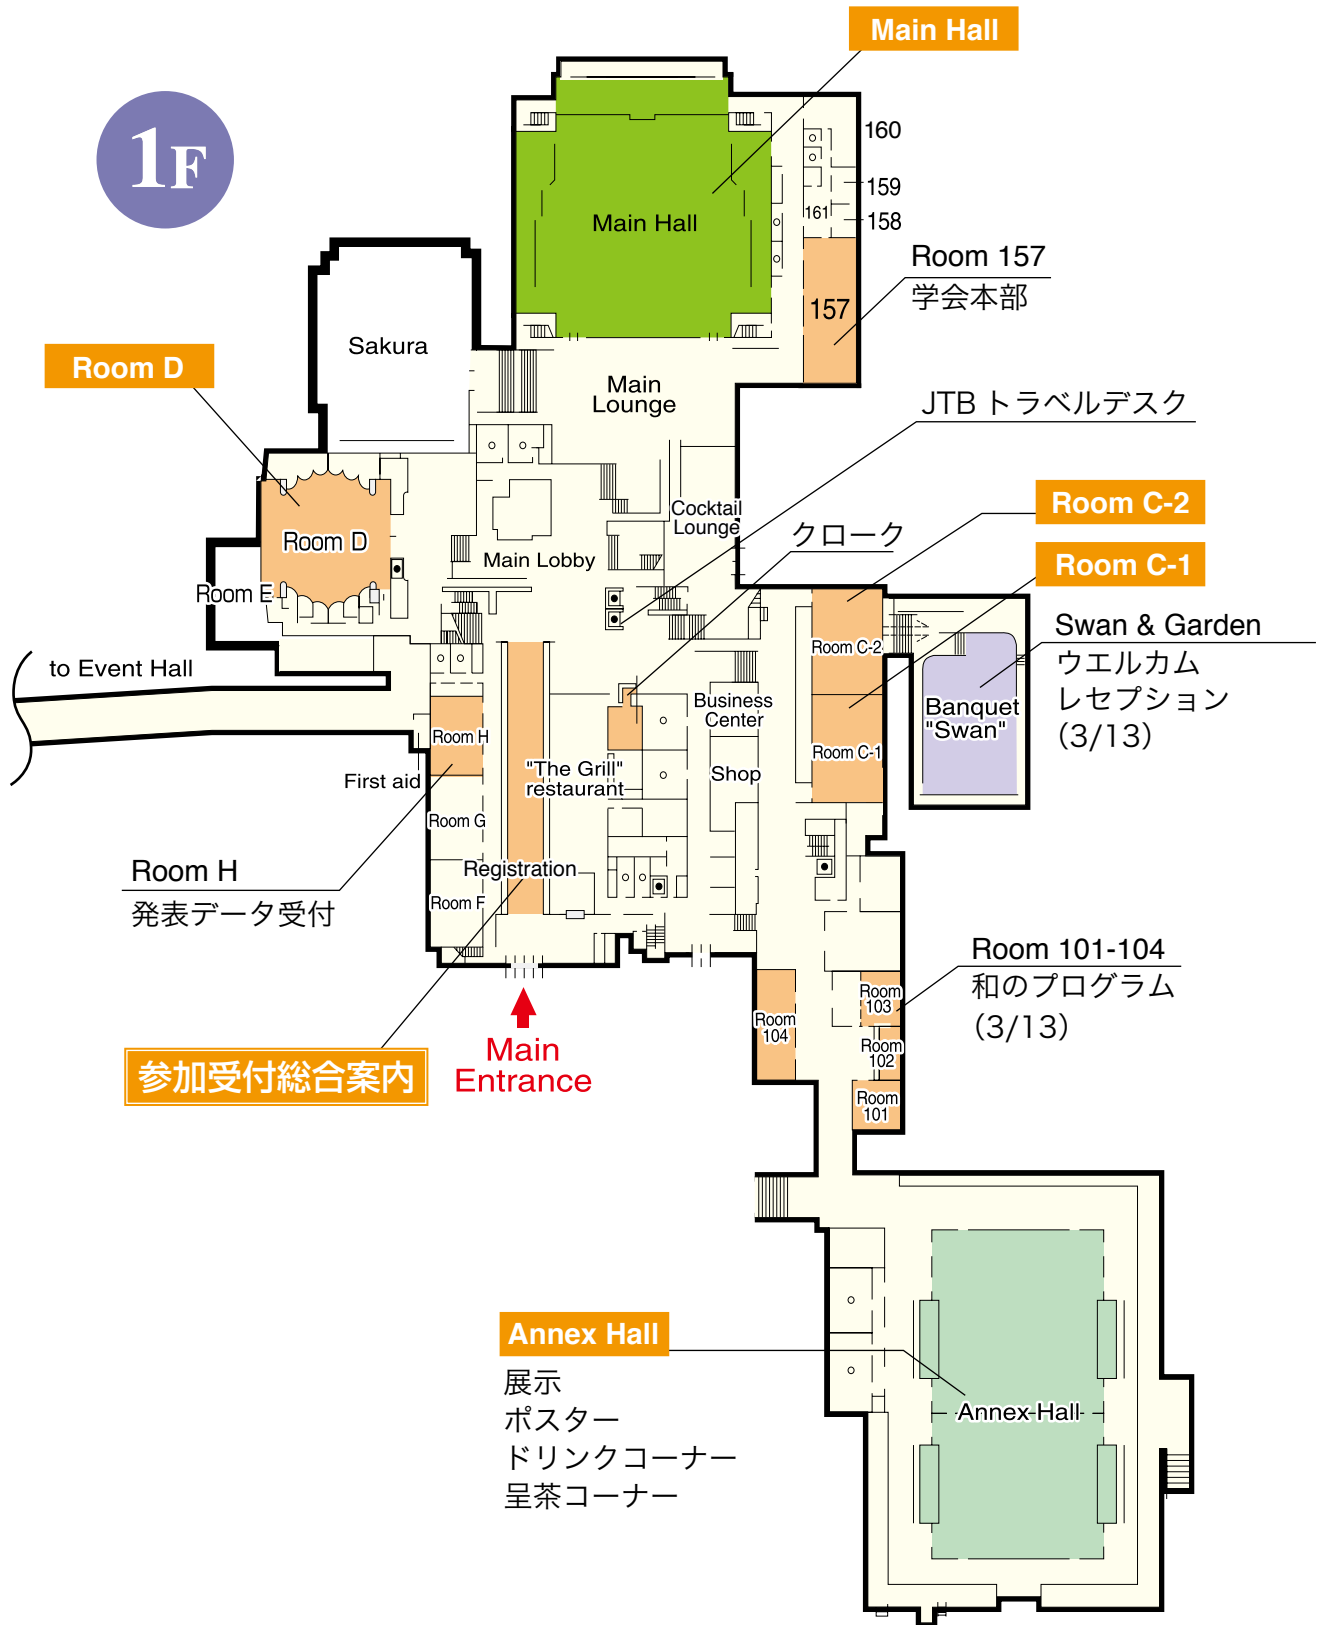 Main Hall
1F
160
159
161
158
Main Hall
Room 157
学会本部
157
Sakura
Room D
Main
Lounge
JTB トラベルデスク
Room C-2
Cocktail
Lounge
クローク
Room D
Main Lobby
Room C-1
Room E
Swan & Garden
ウエルカム
レセプション
（3/13）
Room C-2
to Event Hall
Business
Center
Banquet
"Swan"
Room H
Room C-1
"The Grill"
restaurant
Shop
First aid
Room G
Room H
発表データ受付
Registration
Room F
Room 101-104
和のプログラム
（3/13）
Room
103
Room
104
Room
102
Room
101
Main
Entrance
参加受付総合案内
Annex Hall
展示
ポスター
ドリンクコーナー
呈茶コーナー
Annex Hall